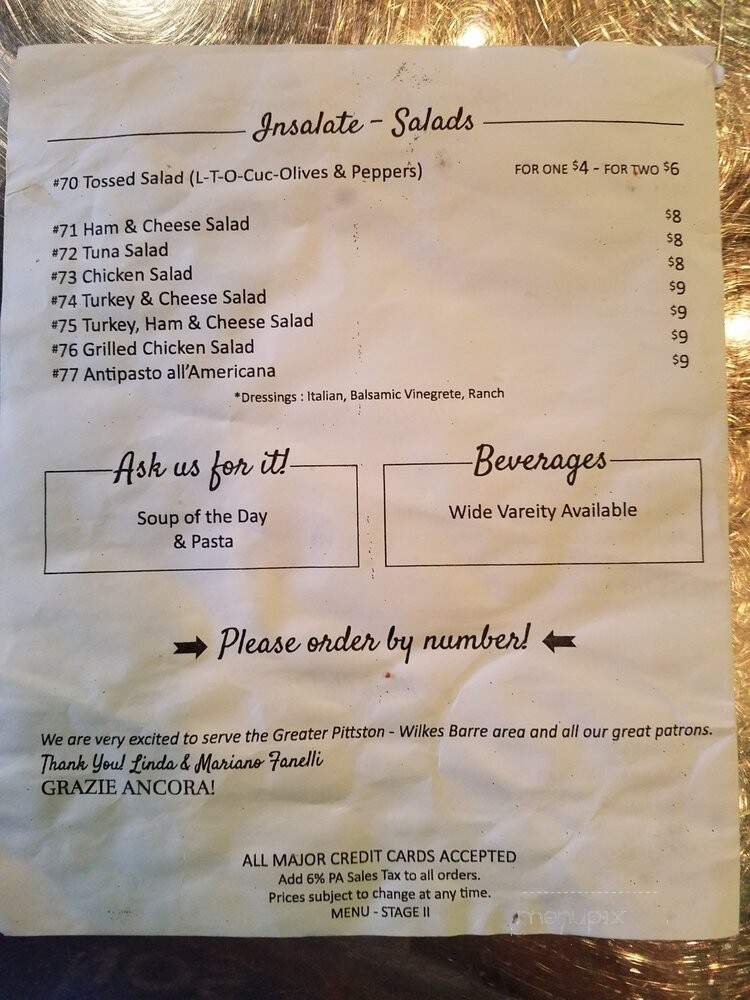 Insalate - Salads
#70 Tossed Salad (L-T-O-Cuc-Olives & Peppers) FOR ONE $4 - FOR TWO $6
#71 Ham & Cheese Salad $8
#72 Tuna Salad $8
#73 Chicken Salad $8
#74 Turkey & Cheese Salad $9
#75 Turkey, Ham & Cheese Salad $9
#76 Grilled Chicken Salad $9
#77 Antipasto all'Americana $9
*Dressings : Italian, Balsamic Vinegrete, Ranch
Ask us for it!
Soup of the Day
& Pasta
Beverages
Wide Vareity Available
Please order by number!
We are very excited to serve the Greater Pittston - Wilkes Barre area and all our great patrons.
Thank You! Linda & Mariano Fanelli
GRAZIE ANCORA!
ALL MAJOR CREDIT CARDS ACCEPTED
Add 6% PA Sales Tax to all orders.
Prices subject to change at any time.
MENU - STAGE II
menupix